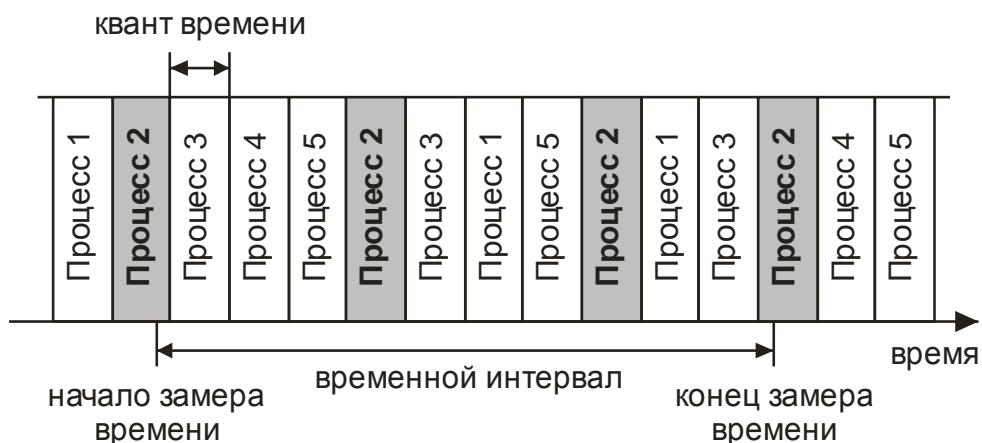 квант времени
Процесс 1
Процесс 2
Процесс 3
Процесс 4
Процесс 5
Процесс 2
Процесс 3
Процесс 1
Процесс 5
Процесс 2
Процесс 1
Процесс 3
Процесс 2
Процесс 4
Процесс 5
время
временной интервал
начало замера
времени
конец замера
времени